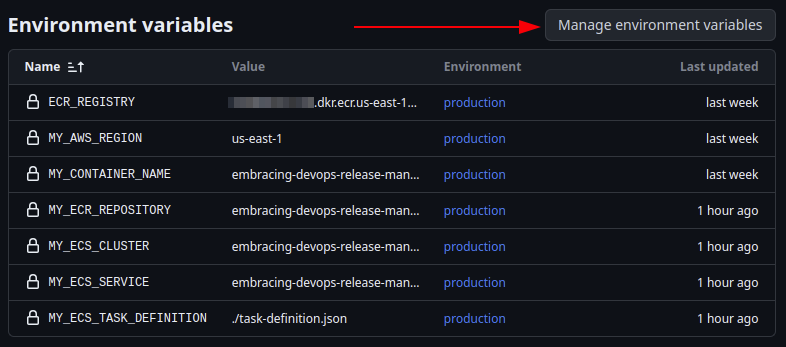 Environment variables
Manage environment variables
Name Value Environment Last updated
ECR_REGISTRY .dkr.ecr.us-east-1... production last week
MY_AWS_REGION us-east-1 production last week
MY_CONTAINER_NAME embracing-devops-release-man... production last week
MY_ECR_REPOSITORY embracing-devops-release-man... production 1 hour ago
MY_ECS_CLUSTER embracing-devops-release-man... production 1 hour ago
MY_ECS_SERVICE embracing-devops-release-man... production 1 hour ago
MY_ECS_TASK_DEFINITION ./task-definition.json production 1 hour ago